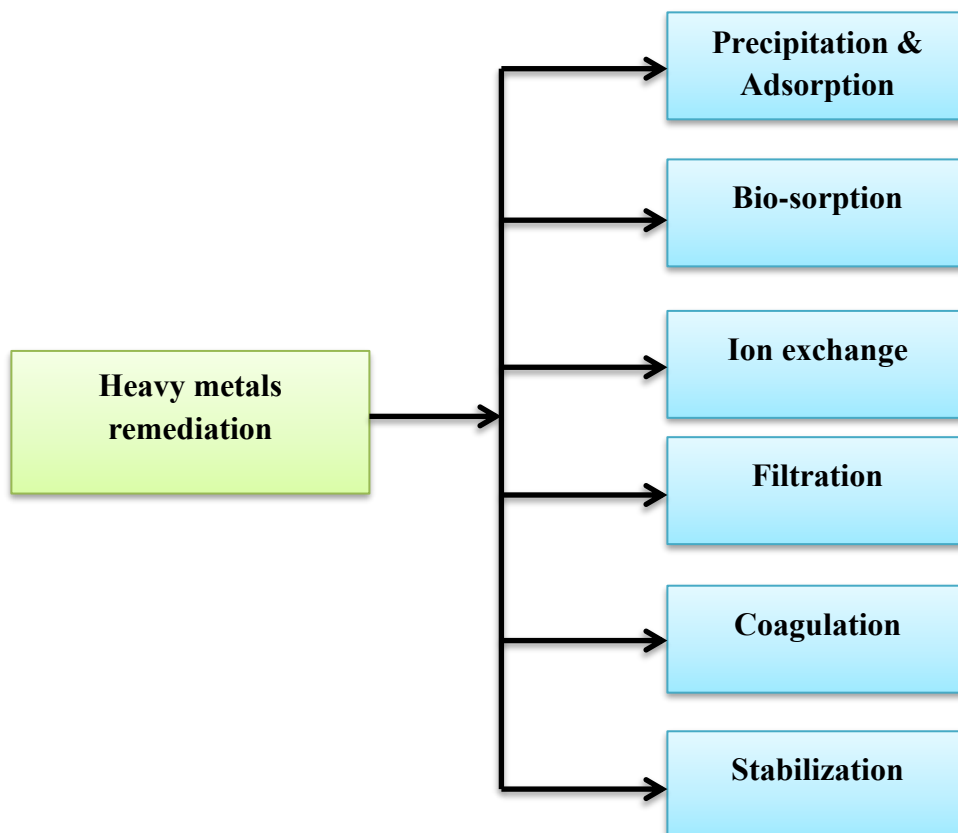 Precipitation &
Adsorption
Bio-sorption
Ion exchange
Heavy metals
remediation
Filtration
Coagulation
Stabilization